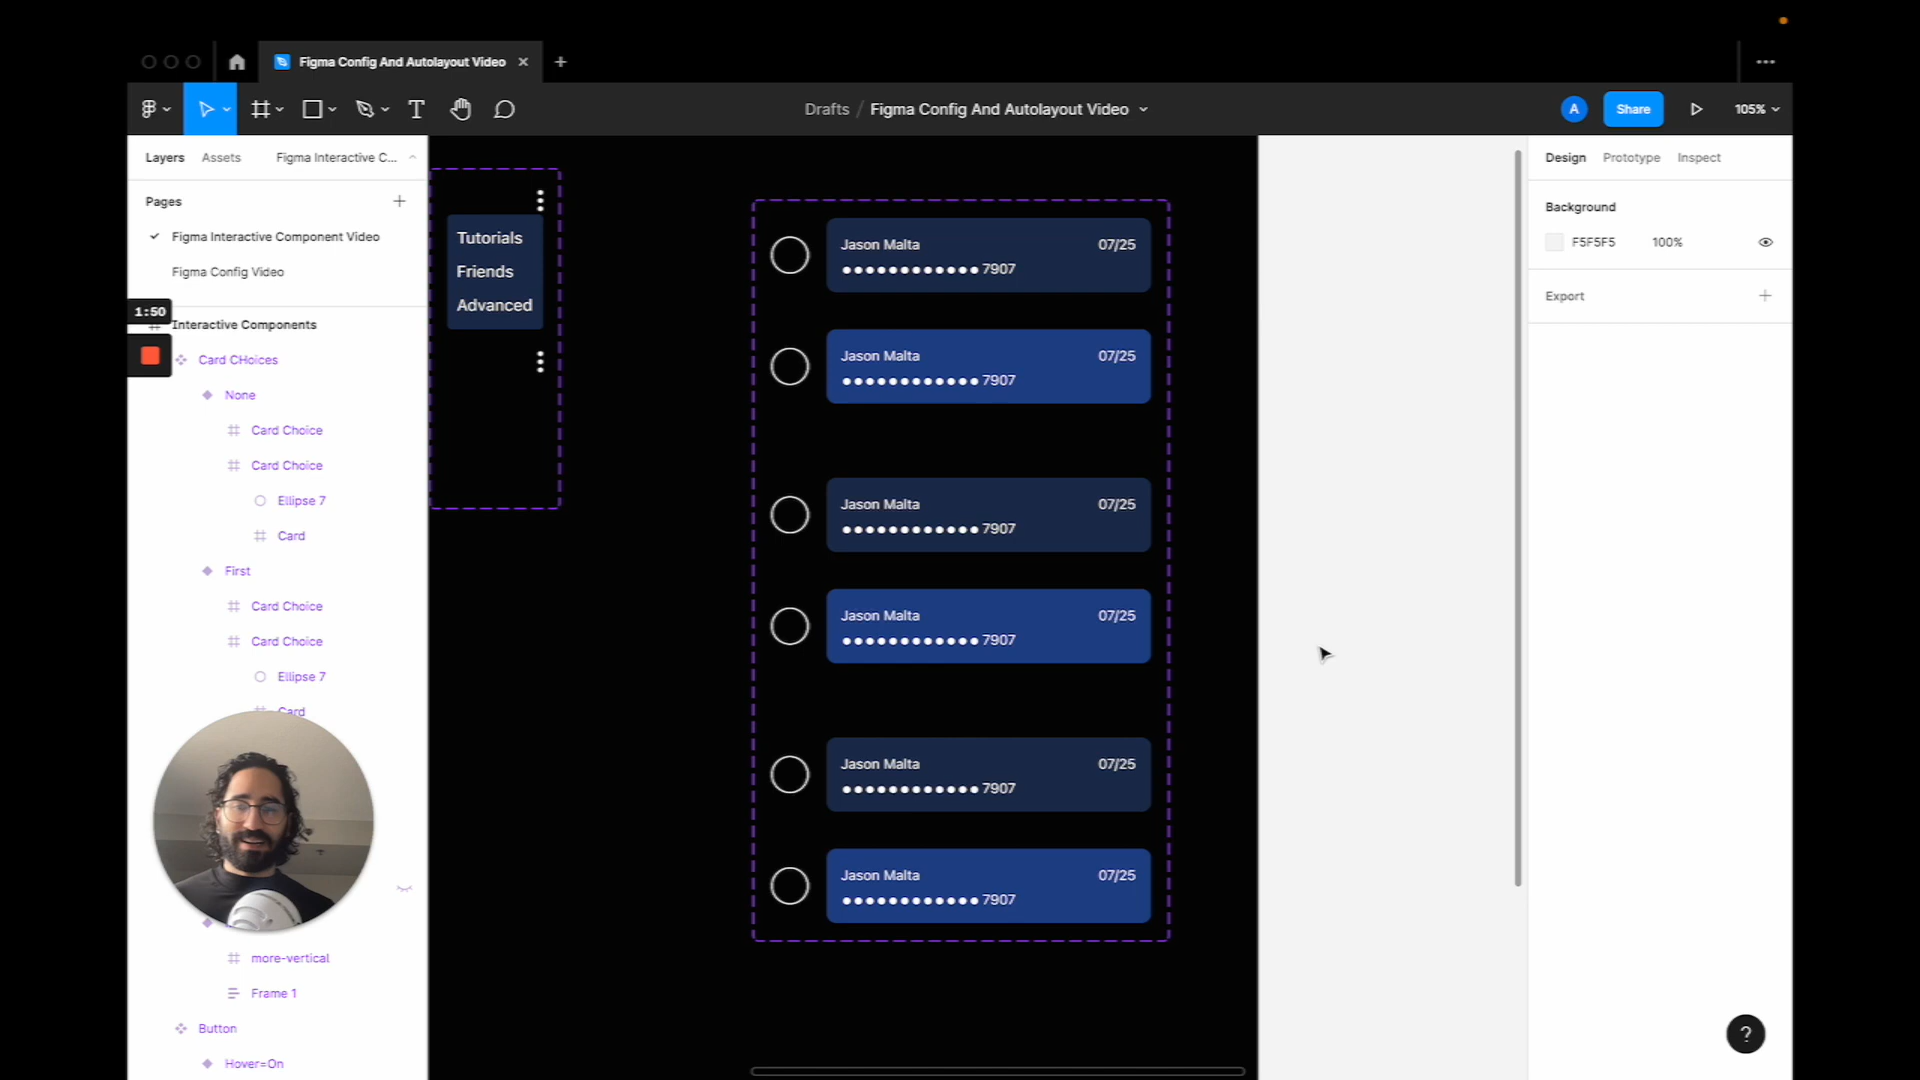 Figma Config And Autolayout Video
Drafts / Figma Config And Autolayout Video
A
Share
105%
Layers
Assets
Figma Interactive C...
Pages
Figma Interactive Component Video
Figma Config Video
1:50
Interactive Components
Card CHoices
None
Card Choice
Card Choice
Ellipse 7
Card
First
Card Choice
Card Choice
Ellipse 7
Card
more-vertical
Frame 1
Button
Hover=On
Tutorials
Friends
Advanced
Jason Malta 07/25
●●●●●●●●●●●● 7907
Jason Malta 07/25
●●●●●●●●●●●● 7907
Jason Malta 07/25
●●●●●●●●●●●● 7907
Jason Malta 07/25
●●●●●●●●●●●● 7907
Jason Malta 07/25
●●●●●●●●●●●● 7907
Jason Malta 07/25
●●●●●●●●●●●● 7907
Design
Prototype
Inspect
Background
F5F5F5 100%
Export
?